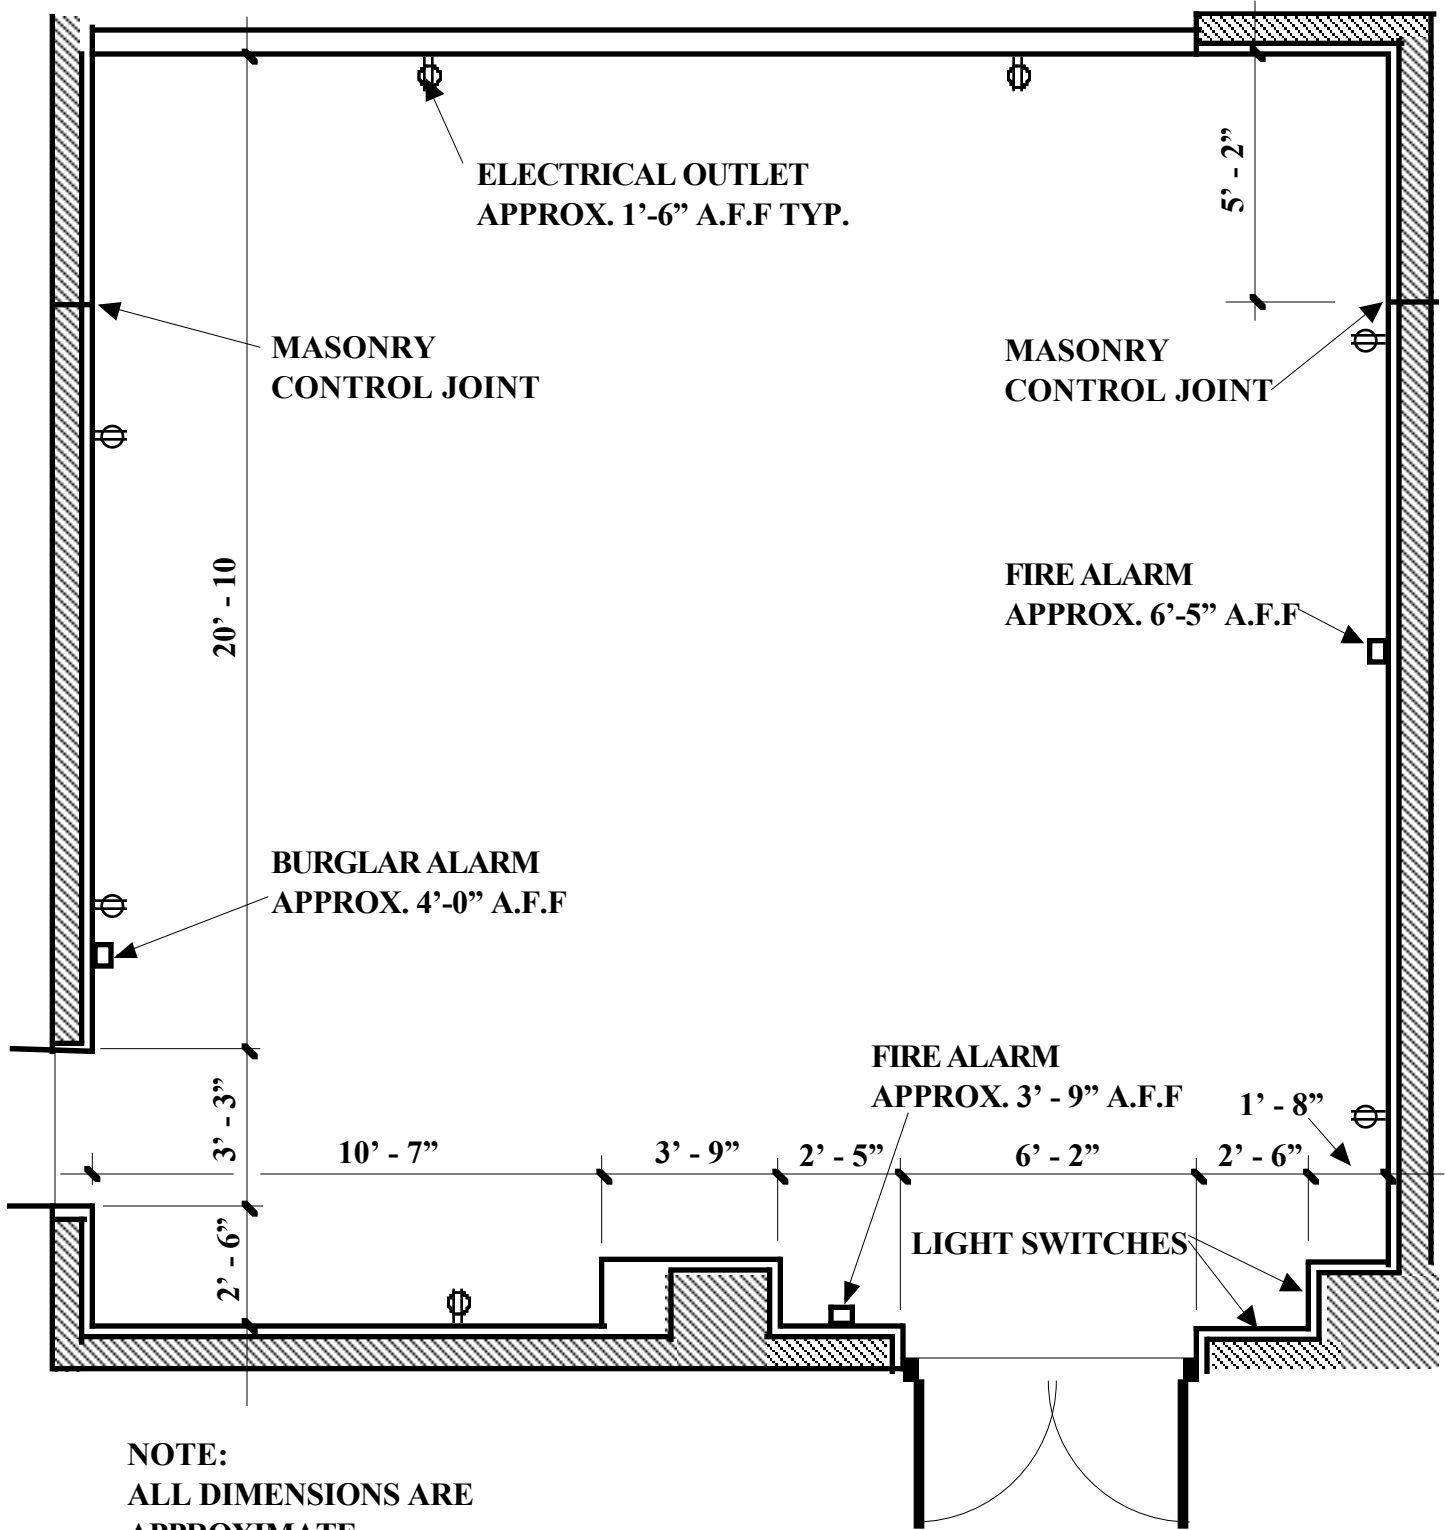 ELECTRICAL OUTLET
APPROX. 1’-6” A.F.F TYP.
5’ - 2”
MASONRY
CONTROL JOINT
MASONRY
CONTROL JOINT
20’ - 10
FIRE ALARM
APPROX. 6’-5” A.F.F
BURGLAR ALARM
APPROX. 4’-0” A.F.F
FIRE ALARM
APPROX. 3’ - 9” A.F.F
3’ - 3”
1’ - 8”
10’ - 7”
3’ - 9”
2’ - 5”
6’ - 2”
2’ - 6”
2’ - 6”
LIGHT SWITCHES
NOTE:
ALL DIMENSIONS ARE
APPROXIMATE